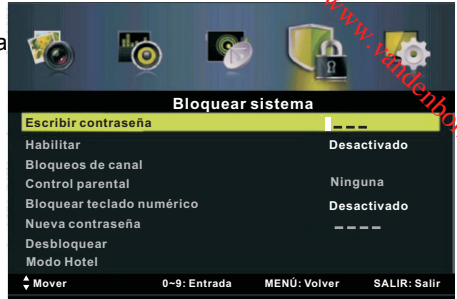 a
www.vandenbo
Bloquear sistema
Escribir contraseña _ _ _
Habilitar Desactivado
Bloqueos de canal
Control parental Ninguna
Bloquear teclado numérico Desactivado
Nueva contraseña _ _ _ _
Desbloquear
Modo Hotel
Mover 0~9: Entrada MENÚ: Volver SALIR: Salir